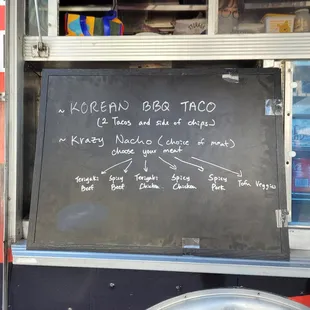 ~ KOREAN BBQ TACO
(2 Tacos and side of chips)
~ Krazy Nacho (choice of meat)
choose your meat
Teriyaki Spicy Teriyaki Spicy Spicy Tofu Veggies
Beef Beef Chicken Chicken Pork